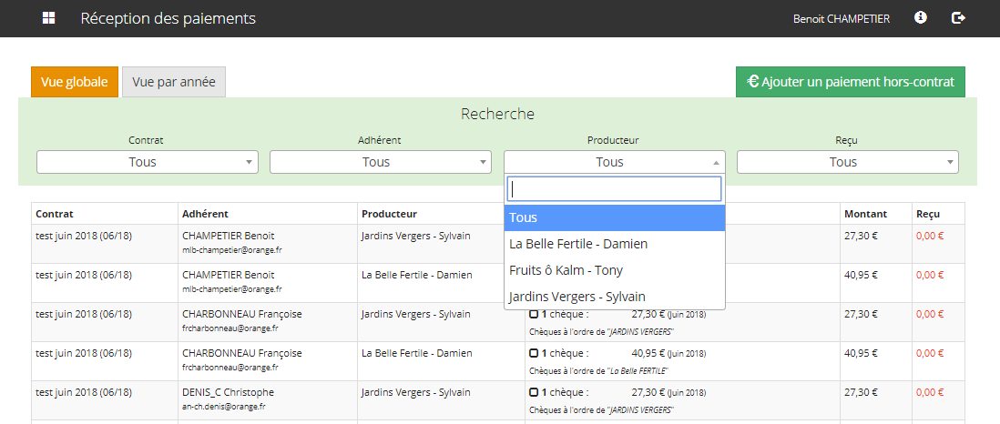 Réception des paiements
Benoit CHAMPETIER
Vue globale
Vue par année
€ Ajouter un paiement hors-contrat
Recherche
Contrat
Adhérent
Producteur
Reçu
Tous
Tous
Tous
Tous
Tous
La Belle Fertile - Damien
Fruits ô Kalm - Tony
Jardins Vergers - Sylvain
Contrat Adhérent Producteur Montant Reçu
test juin 2018 (06/18) CHAMPETIER Benoit Jardins Vergers - Sylvain 27,30 € 0,00 €
mlb-champetier@orange.fr
test juin 2018 (06/18) CHAMPETIER Benoit La Belle Fertile - Damien 40,95 € 0,00 €
mlb-champetier@orange.fr
test juin 2018 (06/18) CHARBONNEAU Françoise Jardins Vergers - Sylvain 1 chèque : 27,30 € (Juin 2018) 27,30 € 0,00 €
frcharbonneau@orange.fr Chèques à l'ordre de "JARDINS VERGERS"
test juin 2018 (06/18) CHARBONNEAU Françoise La Belle Fertile - Damien 1 chèque : 40,95 € (Juin 2018) 40,95 € 0,00 €
frcharbonneau@orange.fr Chèques à l'ordre de "La Belle FERTILE"
test juin 2018 (06/18) DENIS_C Christophe Jardins Vergers - Sylvain 1 chèque : 27,30 € (Juin 2018) 27,30 € 0,00 €
an-ch.denis@orange.fr Chèques à l'ordre de "JARDINS VERGERS"